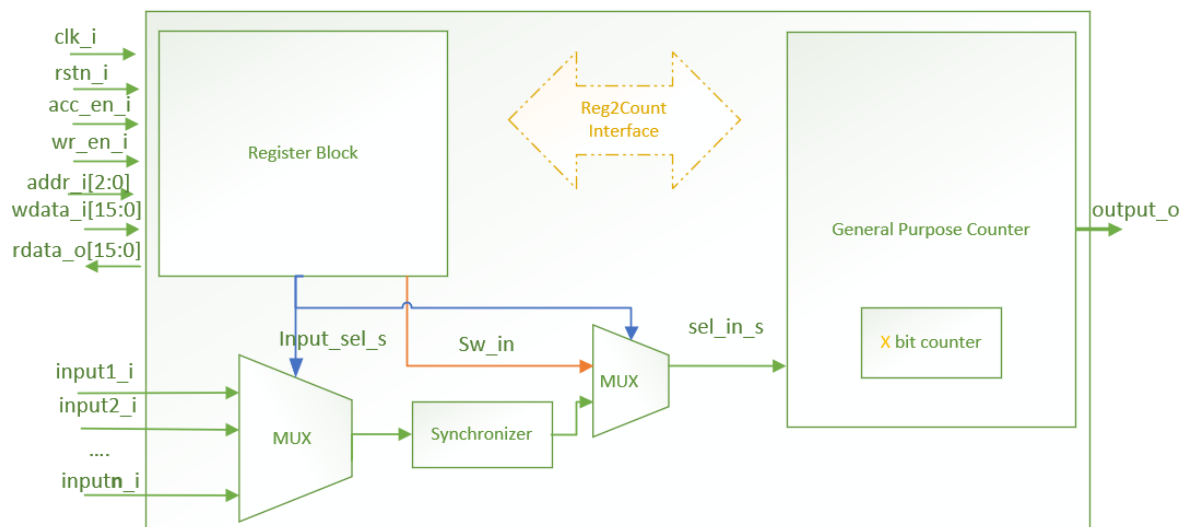 clk_i
rstn_i
acc_en_i
wr_en_i
addr_i[2:0]
wdata_i[15:0]
rdata_o[15:0]
Register Block
Reg2Count
Interface
General Purpose Counter
output_o
Input_sel_s
Sw_in
sel_in_s
X bit counter
input1_i
input2_i
....
inputn_i
MUX
Synchronizer
MUX